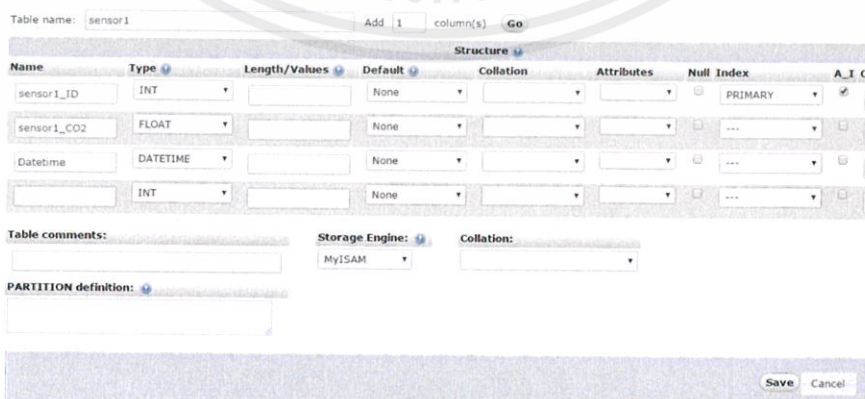 Table name: sensor1 Add 1 column(s) Go
Structure
Name Type Length/Values Default Collation Attributes Null Index A_I
sensor1_ID INT None PRIMARY
sensor1_CO2 FLOAT None ---
Datetime DATETIME None ---
INT None ---
Table comments: Storage Engine: Collation:
MyISAM
PARTITION definition:
Save Cancel